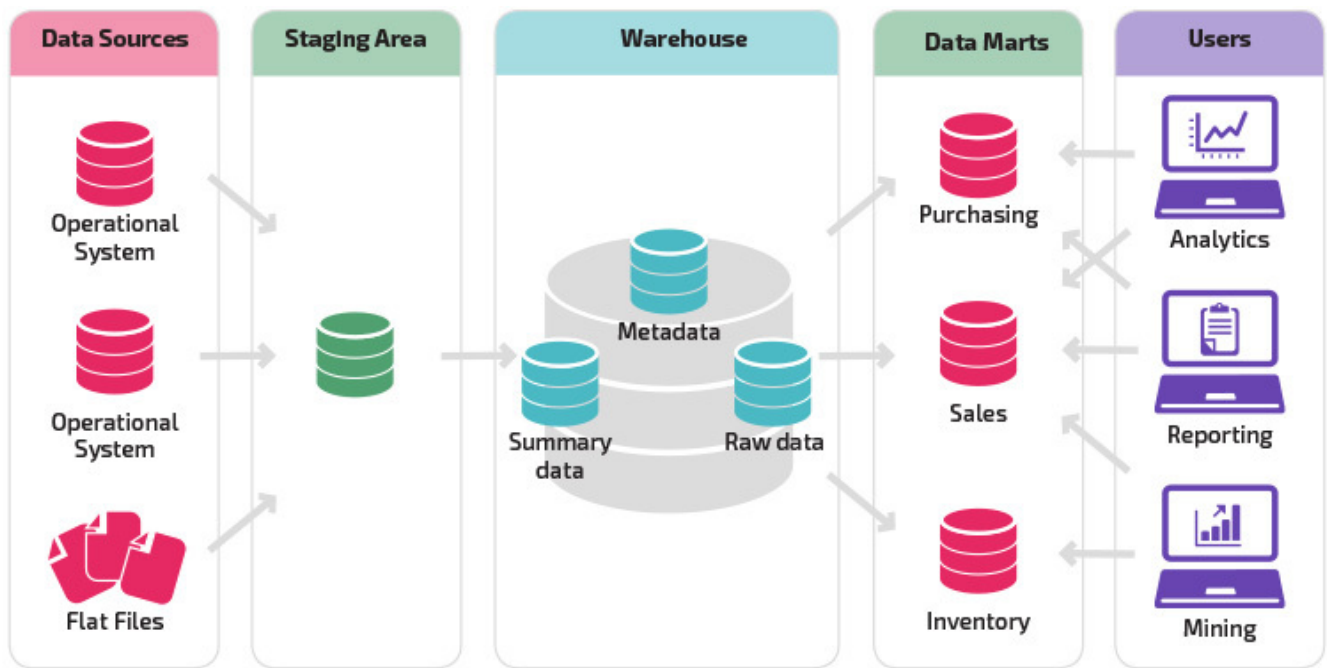 Data Sources
Staging Area
Warehouse
Data Marts
Users
Operational
System
Operational
System
Flat Files
Metadata
Summary
data
Raw data
Purchasing
Sales
Inventory
Analytics
Reporting
Mining